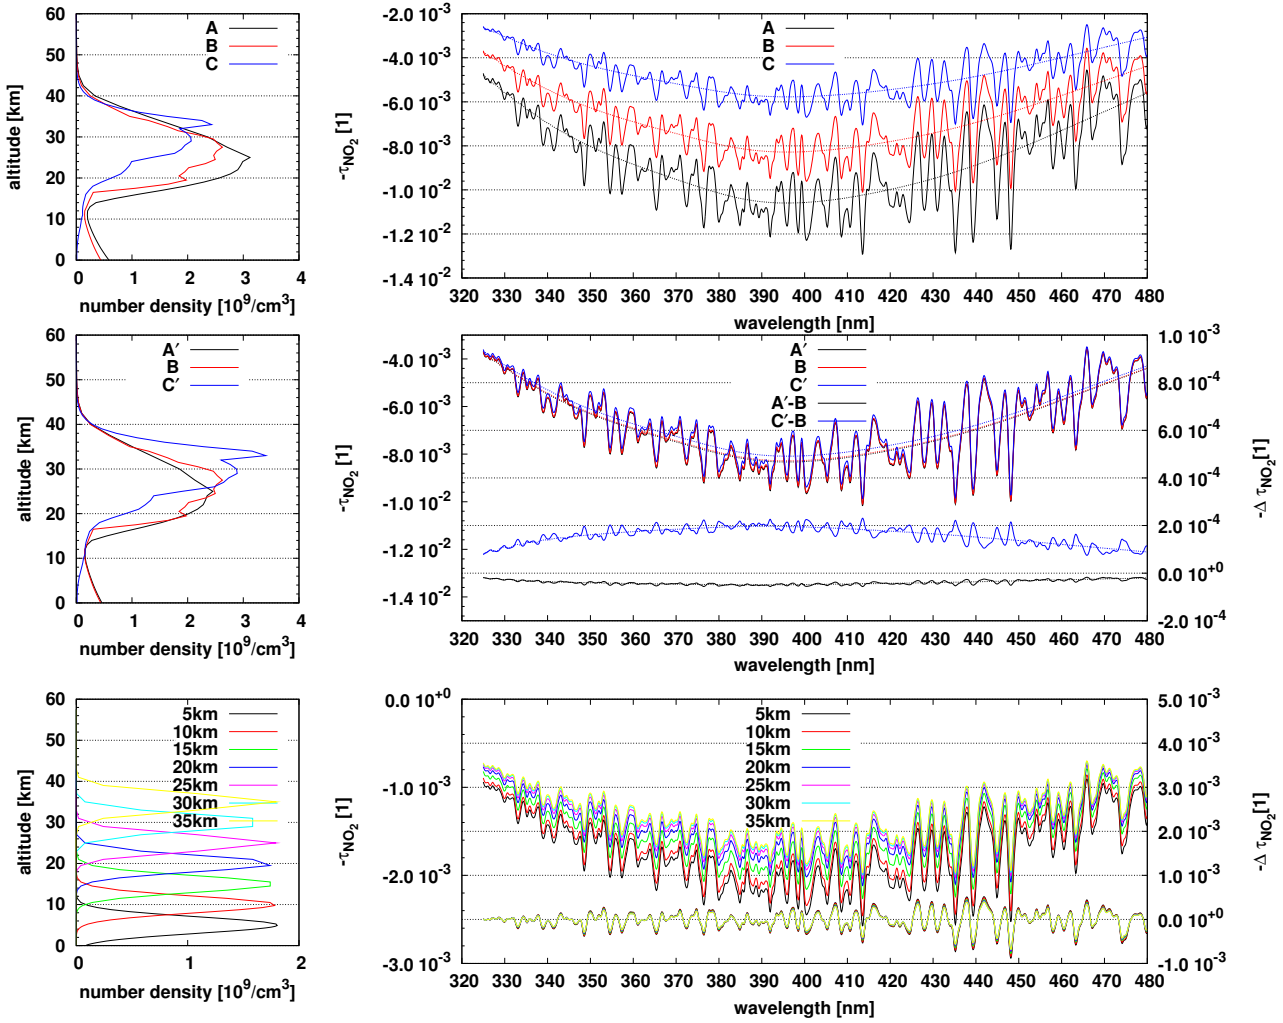 60
50
40
30
20
10
0
altitude [km]
A
B
C
0 1 2 3 4
number density [10⁹/cm³]
-2.0 10⁻³
-4.0 10⁻³
-6.0 10⁻³
-8.0 10⁻³
-1.0 10⁻²
-1.2 10⁻²
-1.4 10⁻²
-τNO₂ [1]
A
B
C
320 330 340 350 360 370 380 390 400 410 420 430 440 450 460 470 480
wavelength [nm]
60
50
40
30
20
10
0
altitude [km]
A′
B
C′
0 1 2 3 4
number density [10⁹/cm³]
-4.0 10⁻³
-6.0 10⁻³
-8.0 10⁻³
-1.0 10⁻²
-1.2 10⁻²
-1.4 10⁻²
-τNO₂ [1]
A′
B
C′
A′-B
C′-B
1.0 10⁻³
8.0 10⁻⁴
6.0 10⁻⁴
4.0 10⁻⁴
2.0 10⁻⁴
0.0 10⁺⁰
-2.0 10⁻⁴
-Δ τNO₂[1]
320 330 340 350 360 370 380 390 400 410 420 430 440 450 460 470 480
wavelength [nm]
60
50
40
30
20
10
0
altitude [km]
5km
10km
15km
20km
25km
30km
35km
0 1 2
number density [10⁹/cm³]
0.0 10⁺⁰
-1.0 10⁻³
-2.0 10⁻³
-3.0 10⁻³
-τNO₂ [1]
5km
10km
15km
20km
25km
30km
35km
5.0 10⁻³
4.0 10⁻³
3.0 10⁻³
2.0 10⁻³
1.0 10⁻³
0.0 10⁺⁰
-1.0 10⁻³
-Δ τNO₂[1]
320 330 340 350 360 370 380 390 400 410 420 430 440 450 460 470 480
wavelength [nm]